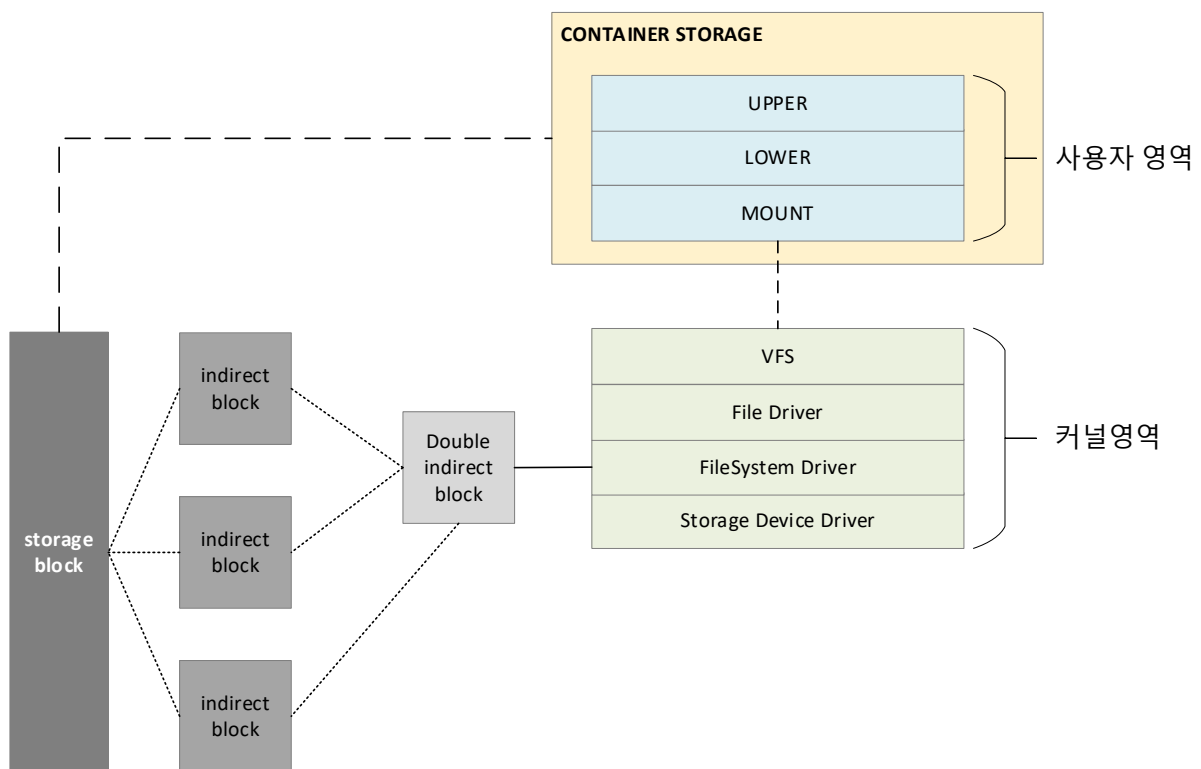 CONTAINER STORAGE
UPPER
LOWER
MOUNT
사용자 영역
VFS
File Driver
FileSystem Driver
Storage Device Driver
커널영역
indirect
block
Double
indirect
block
indirect
block
storage
block
indirect
block